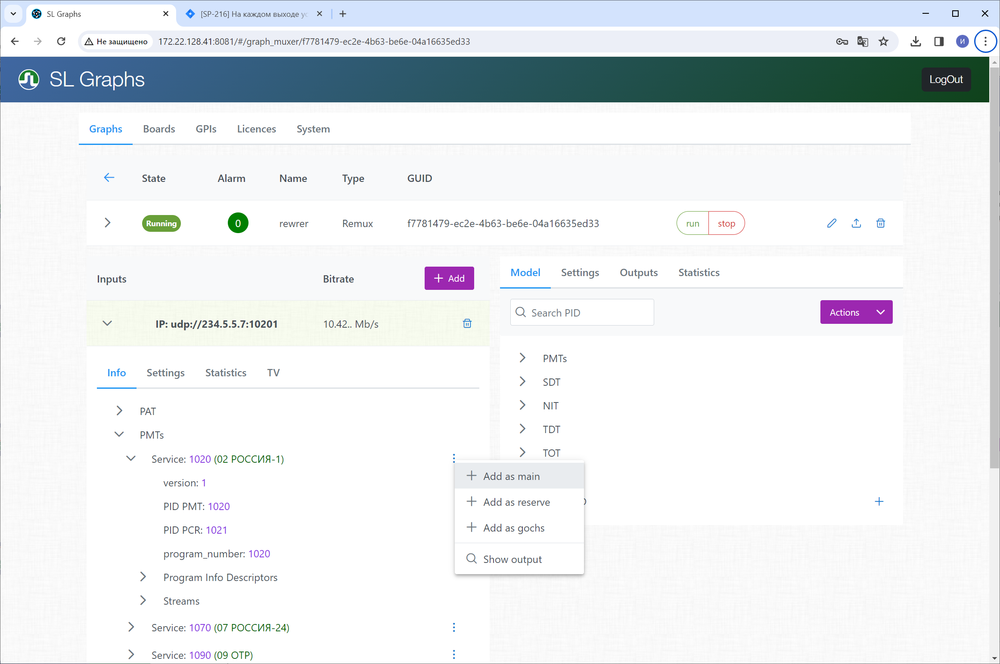 SL Graphs
[SP-216] На каждом выходе ус
Не защищено
172.22.128.41:8081/#/graph_muxer/f7781479-ec2e-4b63-be6e-04a16635ed33
И
SL Graphs
LogOut
Graphs Boards GPIs Licences System
State Alarm Name Type GUID
Running 0 rewrer Remux f7781479-ec2e-4b63-be6e-04a16635ed33 run stop
Inputs Bitrate Add
IP: udp://234.5.5.7:10201 10.42.. Mb/s
Info Settings Statistics TV
PAT
PMTs
Service: 1020 (02 РОССИЯ-1)
version: 1
PID PMT: 1020
PID PCR: 1021
program_number: 1020
Program Info Descriptors
Streams
Service: 1070 (07 РОССИЯ-24)
Service: 1090 (09 ОТР)
Add as main
Add as reserve
Add as gochs
Show output
Model Settings Outputs Statistics
Search PID
Actions
PMTs
SDT
NIT
TDT
TOT